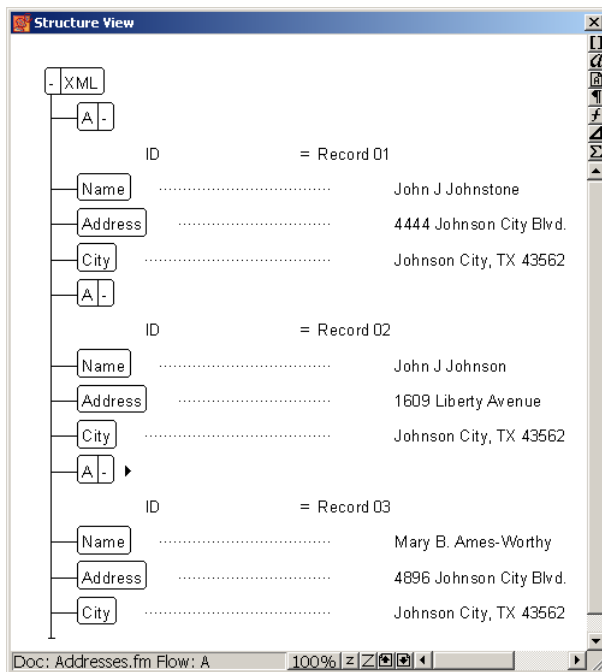 Structure View
- XML
A -
ID = Record 01
Name John J Johnstone
Address 4444 Johnson City Blvd.
City Johnson City, TX 43562
A -
ID = Record 02
Name John J Johnson
Address 1609 Liberty Avenue
City Johnson City, TX 43562
A -
ID = Record 03
Name Mary B. Ames-Worthy
Address 4896 Johnson City Blvd.
City Johnson City, TX 43562
Doc: Addresses.fm Flow: A 100% z Z